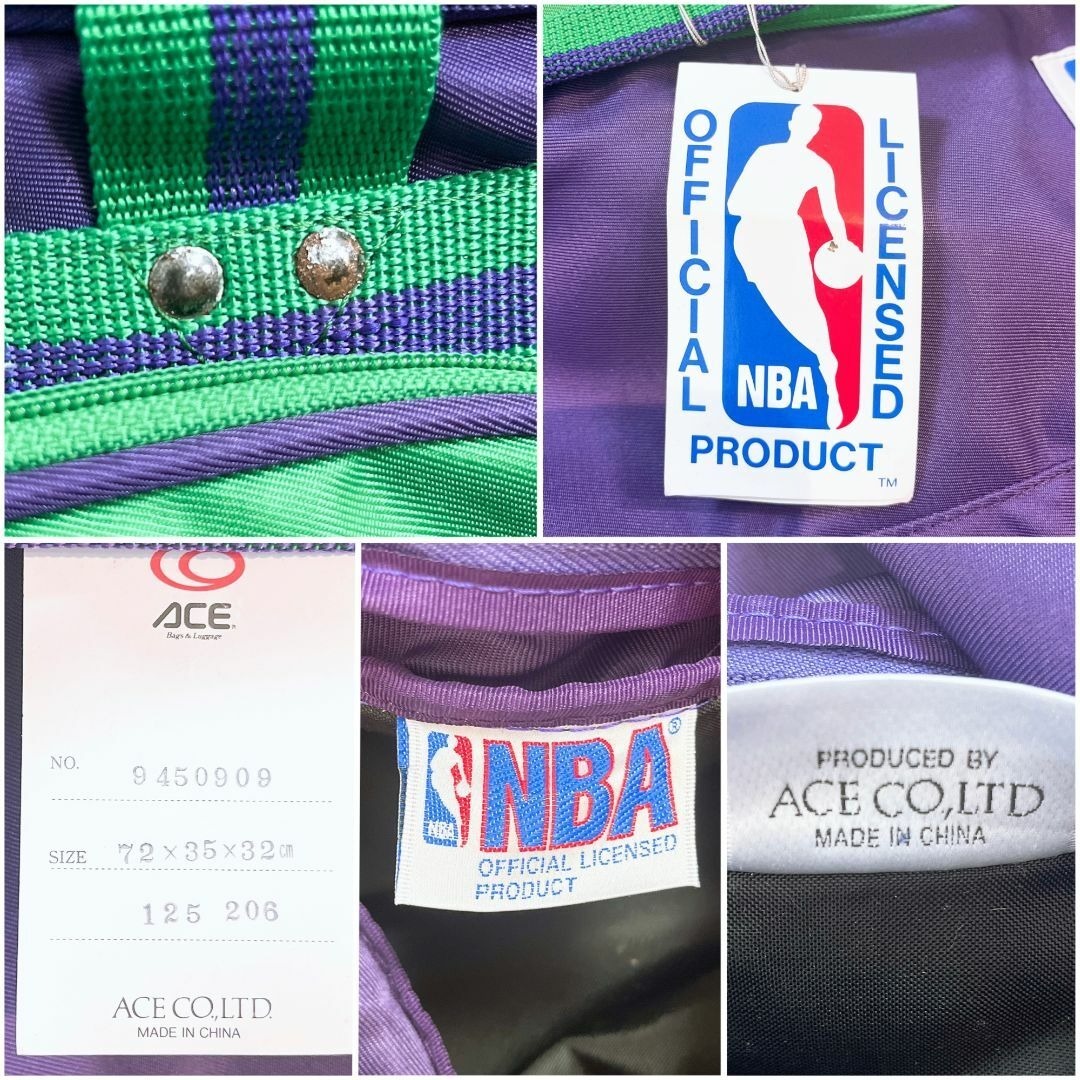 OFFICIAL
LICENSED
NBA
PRODUCT
TM
ACE®
Bags & Luggage
NO. 9450909
SIZE 72×35×32cm
125 206
ACE CO.,LTD.
MADE IN CHINA
NBA
NBA®
OFFICIAL LICENSED
PRODUCT
PRODUCED BY
ACE CO,LTD
MADE IN CHINA